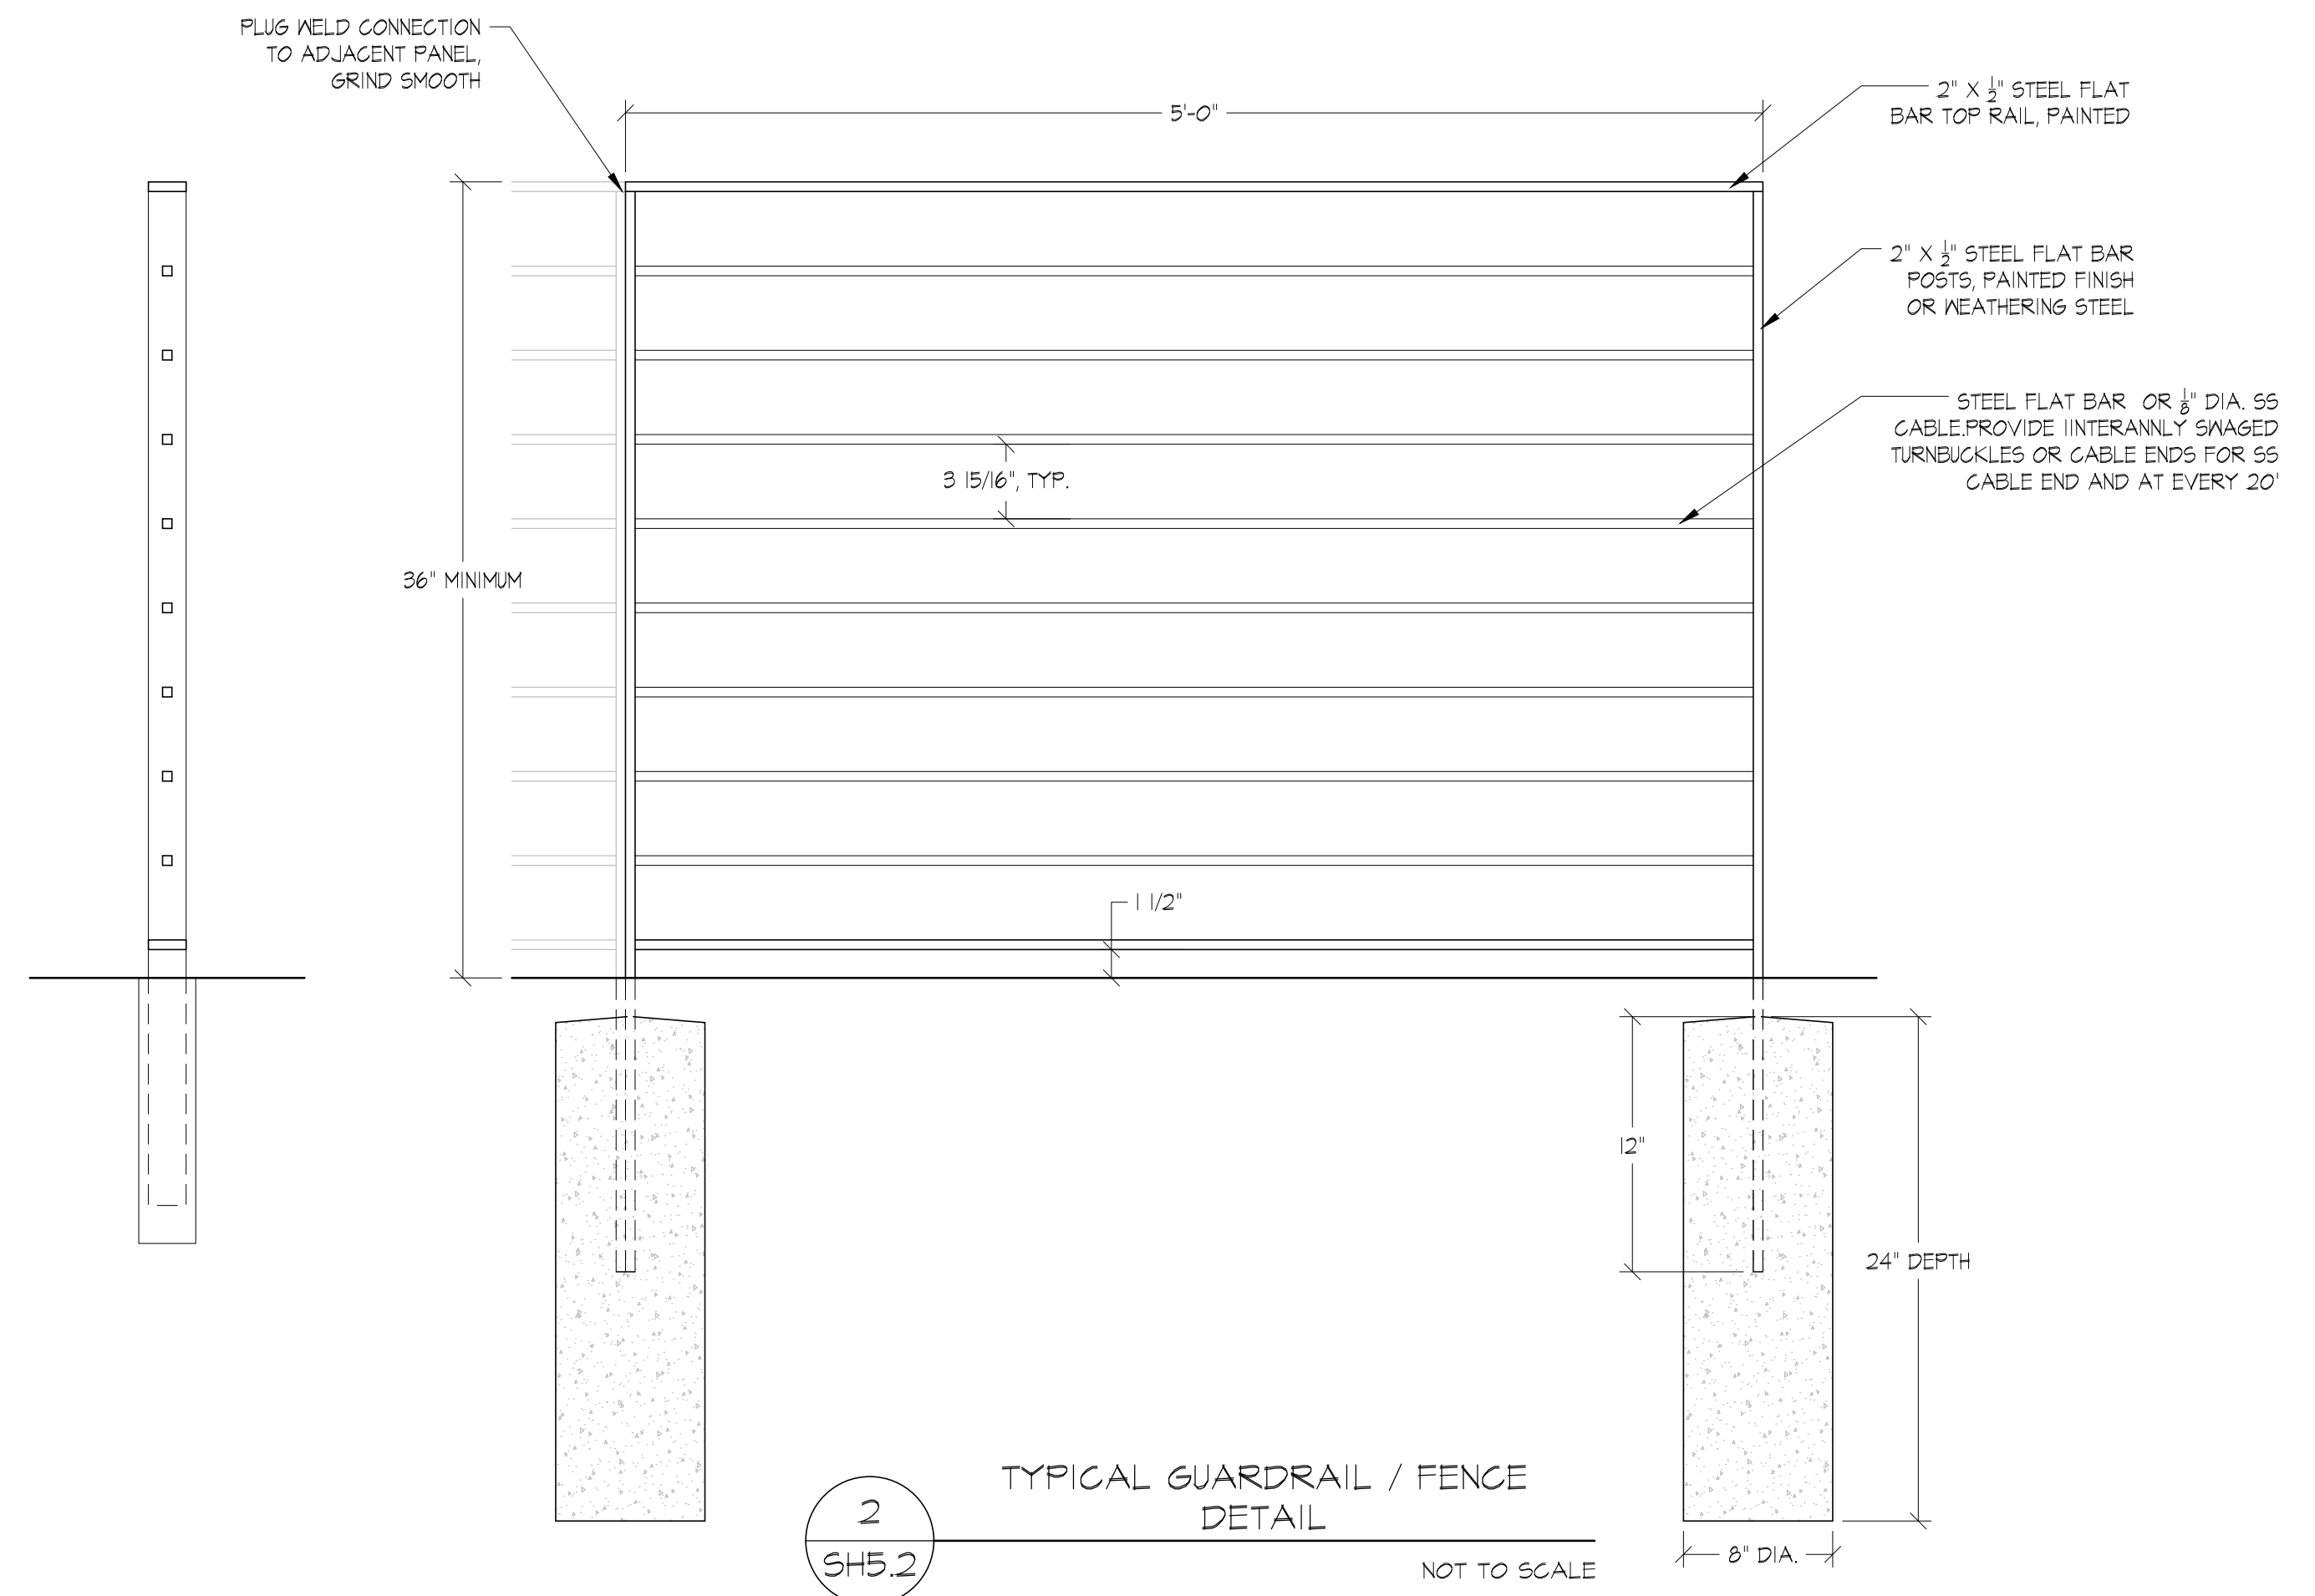 PLUG WELD CONNECTION
TO ADJACENT PANEL,
GRIND SMOOTH
5'-0"
2" X 1/2" STEEL FLAT
BAR TOP RAIL, PAINTED
2" X 1/2" STEEL FLAT BAR
POSTS, PAINTED FINISH
OR WEATHERING STEEL
STEEL FLAT BAR OR 1/8" DIA. SS
CABLE.PROVIDE IINTERANNLY SWAGED
TURNBUCKLES OR CABLE ENDS FOR SS
CABLE END AND AT EVERY 20'
3 15/16", TYP.
36" MINIMUM
1 1/2"
12"
24" DEPTH
8" DIA.
2
SH5.2
TYPICAL GUARDRAIL / FENCE
DETAIL
NOT TO SCALE